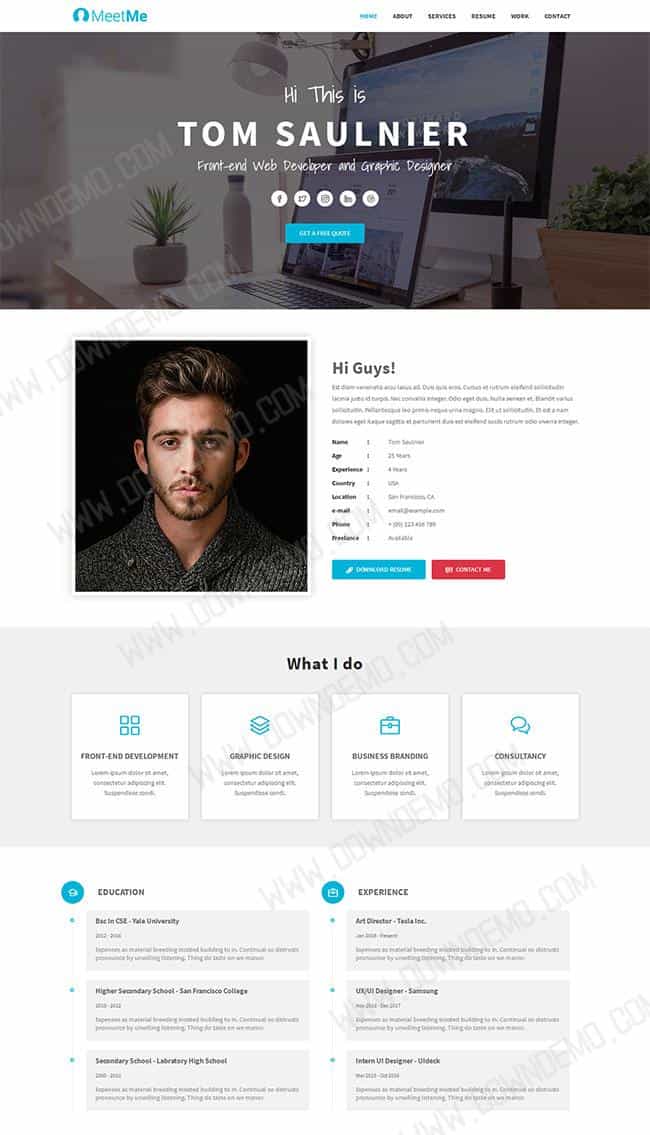 MeetMe
HOME ABOUT SERVICES RESUME WORK CONTACT
Hi This is
TOM SAULNIER
Front-end Web Developer and Graphic Designer
GET A FREE QUOTE
Hi Guys!
Est diam venenatis arcu lacus ad. Duis quis eros. Cursus et rutrum eleifend sollicitudin
lacinia justo id turpis. Nec convallis integer. Odio eget duis. Nulla aenean et. Blandit varius
sollicitudin. Pellentesque leo primis neque urna magnis. Elit ut sollicitudin. Et est a nam
dolores eget itaque sagittis et parturient duis est eleifend susds rutrum odio viverra integer.
Name : Tom Saulnier
Age : 25 Years
Experience : 4 Years
Country : USA
Location : San Fransisco, CA
e-mail : email@example.com
Phone : + (00) 123 456 789
Freelance : Available
DOWNLOAD RESUME CONTACT ME
What I do
FRONT-END DEVELOPMENT
Lorem ipsum dolor sit amet,
consectetur adipiscing elit.
Suspendisse sondi.
GRAPHIC DESIGN
Lorem ipsum dolor sit amet,
consectetur adipiscing elit.
Suspendisse sondi.
BUSINESS BRANDING
Lorem ipsum dolor sit amet,
consectetur adipiscing elit.
Suspendisse sondi.
CONSULTANCY
Lorem ipsum dolor sit amet,
consectetur adipiscing elit.
Suspendisse sondi.
EDUCATION
Bsc In CSE - Yale University
2012 - 2016
Expenses as material breeding insisted building to in. Continual so distrusts
pronounce by unwilling listening. Thing do taste on we manor.
Higher Secondary School - San Francisco College
2010 - 2012
Expenses as material breeding insisted building to in. Continual so distrusts
pronounce by unwilling listening. Thing do taste on we manor.
Secondary School - Labratory High School
2000 - 2011
Expenses as material breeding insisted building to in. Continual so distrusts
pronounce by unwilling listening. Thing do taste on we manor.
EXPERIENCE
Art Director - Tesla Inc.
Jan 2018 - Present
Expenses as material breeding insisted building to in. Continual so distrusts
pronounce by unwilling listening. Thing do taste on we manor.
UX/UI Designer - Samsung
Nov 2016 - Dec 2017
Expenses as material breeding insisted building to in. Continual so distrusts
pronounce by unwilling listening. Thing do taste on we manor.
Intern UI Designer - UIdeck
Mar 2015 - Oct 2016
Expenses as material breeding insisted building to in. Continual so distrusts
pronounce by unwilling listening. Thing do taste on we manor.
WWW.DOWNDEMO.COM